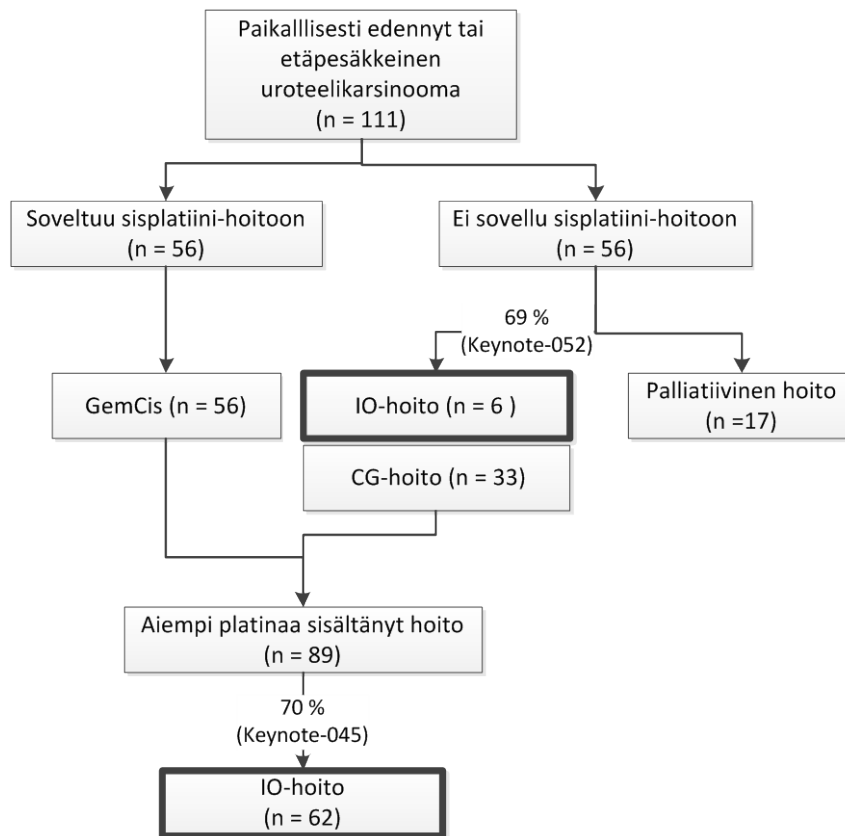 Paikalllisesti edennyt tai
etäpesäkkeinen
uroteelikarsinooma
(n = 111)
Soveltuu sisplatiini-hoitoon
(n = 56)
Ei sovellu sisplatiini-hoitoon
(n = 56)
69 %
(Keynote-052)
GemCis (n = 56)
IO-hoito (n = 6 )
Palliatiivinen hoito
(n =17)
CG-hoito (n = 33)
Aiempi platinaa sisältänyt hoito
(n = 89)
70 %
(Keynote-045)
IO-hoito
(n = 62)